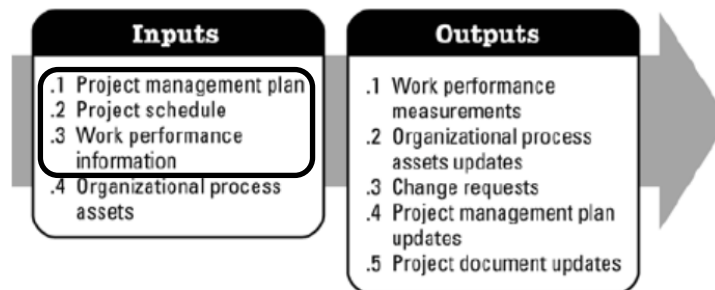 Inputs
.1 Project management plan
.2 Project schedule
.3 Work performance
information
.4 Organizational process
assets
Outputs
.1 Work performance
measurements
.2 Organizational process
assets updates
.3 Change requests
.4 Project management plan
updates
.5 Project document updates